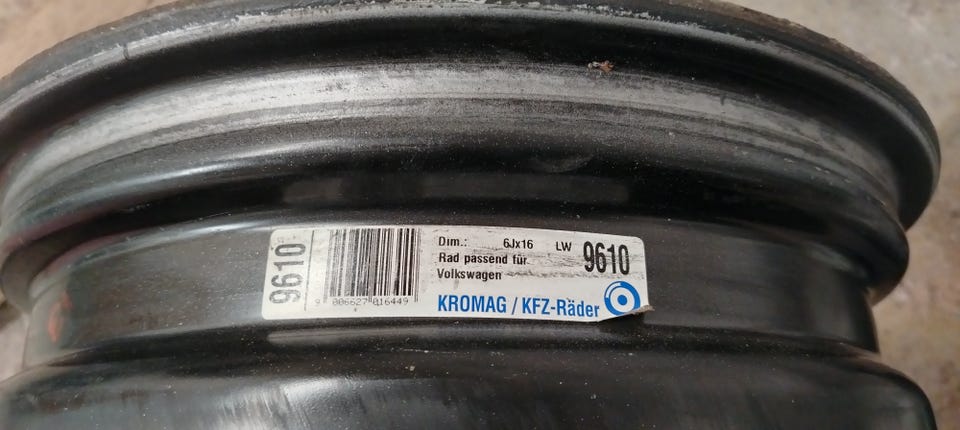 9610
9 006627 016449
Dim.: 6Jx16 LW 9610
Rad passend für
Volkswagen
KROMAG / KFZ-Räder